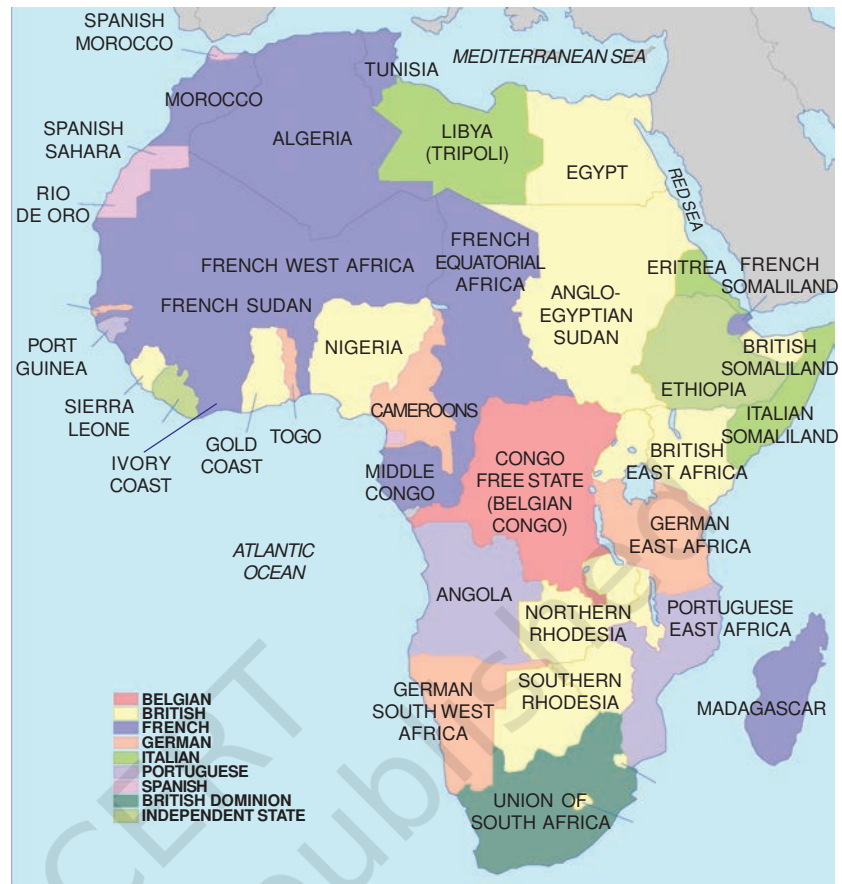 SPANISH
MOROCCO
MEDITERRANEAN SEA
TUNISIA
MOROCCO
SPANISH
SAHARA
ALGERIA
LIBYA
(TRIPOLI)
EGYPT
RIO
DE ORO
RED SEA
FRENCH WEST AFRICA
FRENCH
EQUATORIAL
AFRICA
ERITREA
FRENCH
SOMALILAND
FRENCH SUDAN
ANGLO-
EGYPTIAN
SUDAN
PORT
GUINEA
NIGERIA
BRITISH
SOMALILAND
ETHIOPIA
SIERRA
LEONE
CAMEROONS
ITALIAN
SOMALILAND
IVORY
COAST
GOLD
COAST
TOGO
MIDDLE
CONGO
CONGO
FREE STATE
(BELGIAN
CONGO)
BRITISH
EAST AFRICA
GERMAN
EAST AFRICA
ATLANTIC
OCEAN
ANGOLA
NORTHERN
RHODESIA
PORTUGUESE
EAST AFRICA
GERMAN
SOUTH WEST
AFRICA
SOUTHERN
RHODESIA
MADAGASCAR
UNION OF
SOUTH AFRICA
BELGIAN
BRITISH
FRENCH
GERMAN
ITALIAN
PORTUGUESE
SPANISH
BRITISH DOMINION
INDEPENDENT STATE